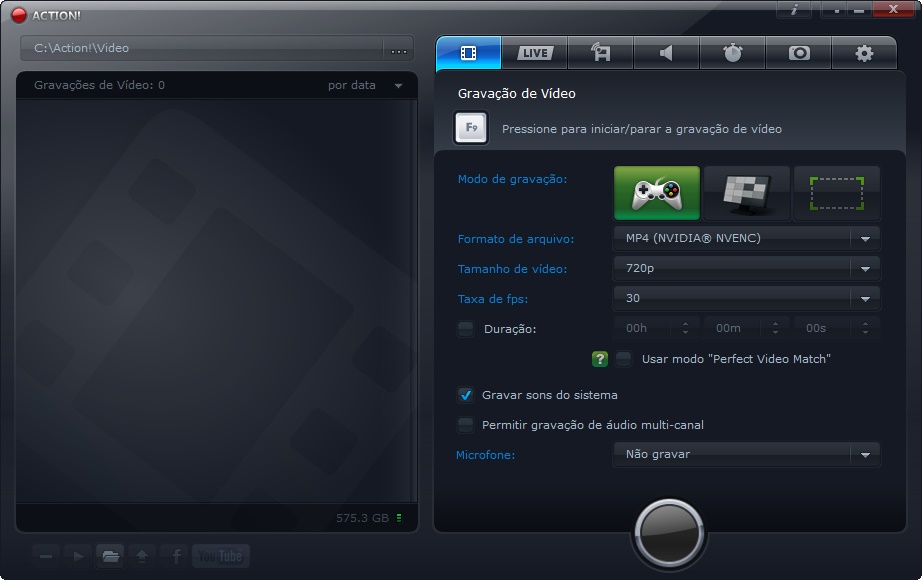 ACTION!
C:\Action!\Video
...
LIVE
Gravações de Vídeo: 0
por data
Gravação de Vídeo
F9
Pressione para iniciar/parar a gravação de vídeo
Modo de gravação:
Formato de arquivo:
MP4 (NVIDIA® NVENC)
Tamanho de vídeo:
720p
Taxa de fps:
30
Duração:
00h
00m
00s
?
Usar modo "Perfect Video Match"
Gravar sons do sistema
Permitir gravação de áudio multi-canal
Microfone:
Não gravar
575.3 GB
f
YouTube